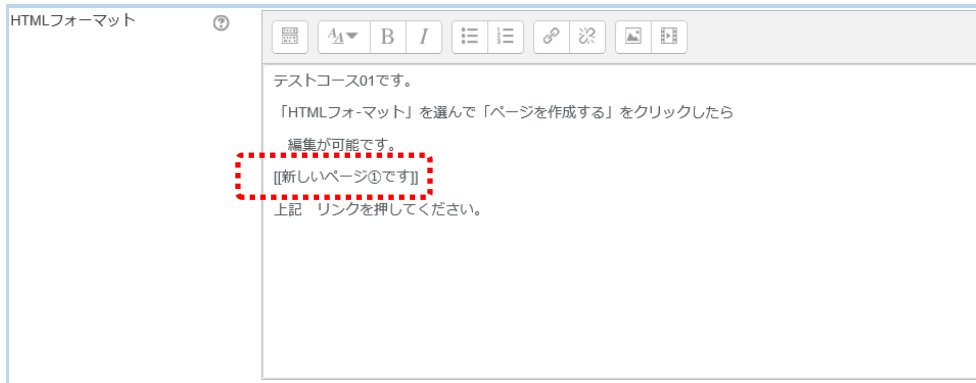 HTMLフォーマット
テストコース01です。
「HTMLフォ-マット」を選んで「ページを作成する」をクリックしたら
編集が可能です。
[[新しいページ①です]]
上記　リンクを押してください。